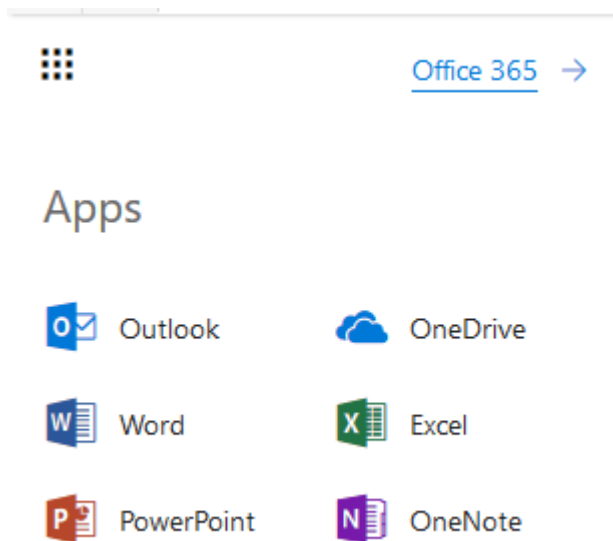 Office 365 →
Apps
Outlook OneDrive
Word Excel
PowerPoint OneNote